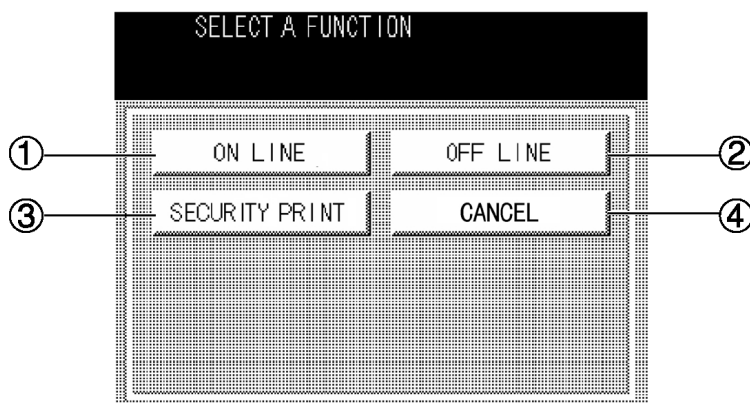 SELECT A FUNCTION
① ON LINE OFF LINE ②
③ SECURITY PRINT CANCEL ④